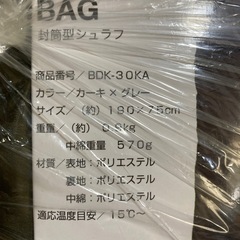 BAG
封筒型シュラフ
商品番号／BDK-30KA
カラー／カーキ×グレー
サイズ／（約）190×75cm
重量／（約）0.9kg
中綿重量 570g
材質／表地：ポリエステル
裏地：ポリエステル
中綿：ポリエステル
適応温度目安／15℃〜